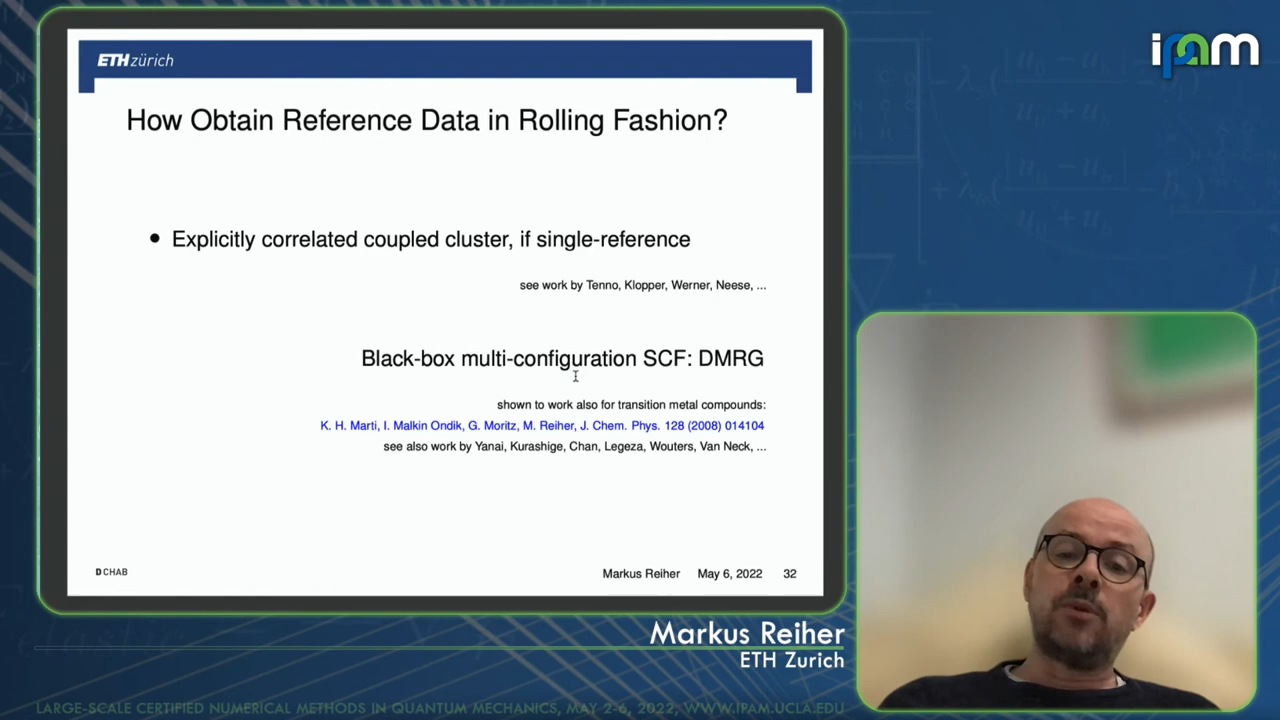 ETH zürich
ipam
How Obtain Reference Data in Rolling Fashion?
• Explicitly correlated coupled cluster, if single-reference
see work by Tenno, Klopper, Werner, Neese, ...
Black-box multi-configuration SCF: DMRG
shown to work also for transition metal compounds:
K. H. Marti, I. Malkin Ondik, G. Moritz, M. Reiher, J. Chem. Phys. 128 (2008) 014104
see also work by Yanai, Kurashige, Chan, Legeza, Wouters, Van Neck, ...
D CHAB
Markus Reiher May 6, 2022 32
Markus Reiher
ETH Zurich
LARGE-SCALE CERTIFIED NUMERICAL METHODS IN QUANTUM MECHANICS, MAY 2-6, 2022, WWW.IPAM.UCLA.EDU